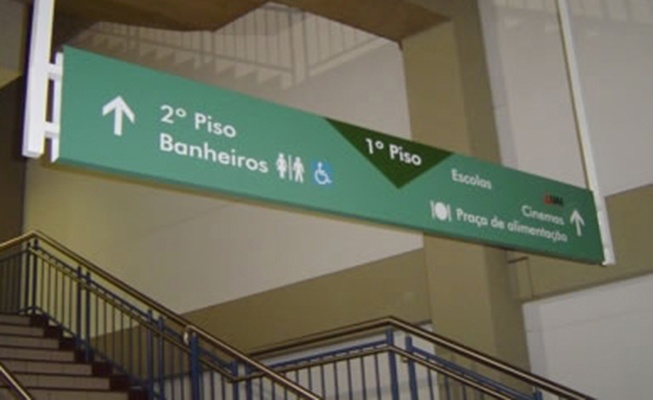 2º Piso
Banheiros
1º Piso
Escolas
Cinemas
Praça de alimentação